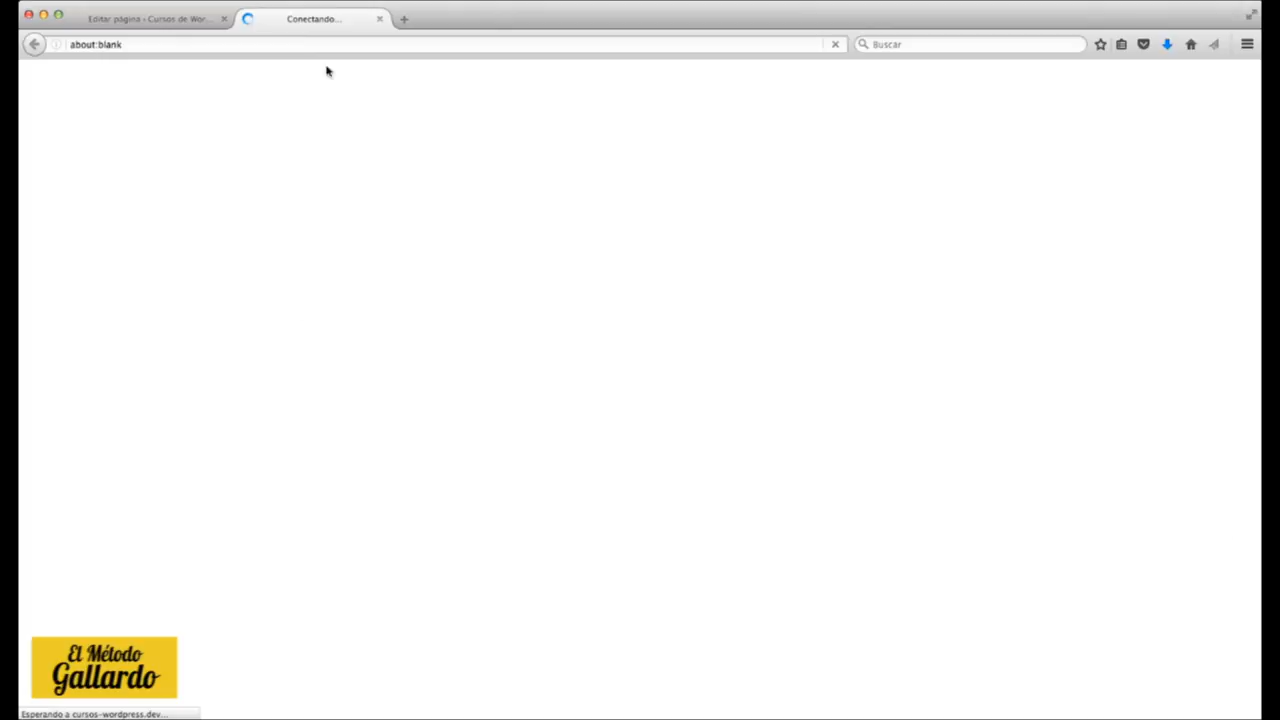 Editar página - Cursos de Wor...
Conectando...
about:blank
Buscar
El Método
Gallardo
Esperando a cursos-wordpress.dev...